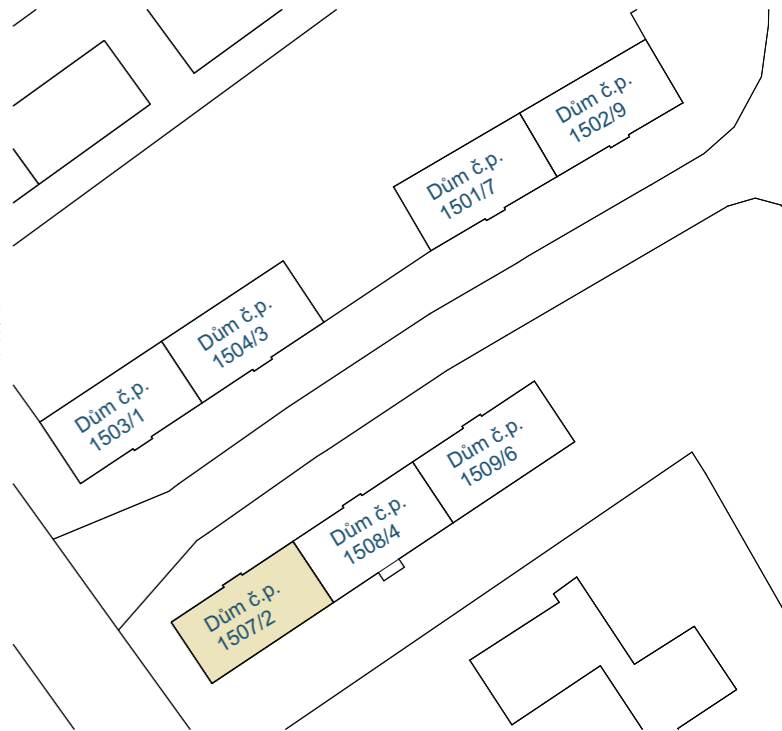 Dům č.p.
1502/9
Dům č.p.
1501/7
Dům č.p.
1504/3
Dům č.p.
1503/1
Dům č.p.
1509/6
Dům č.p.
1508/4
Dům č.p.
1507/2